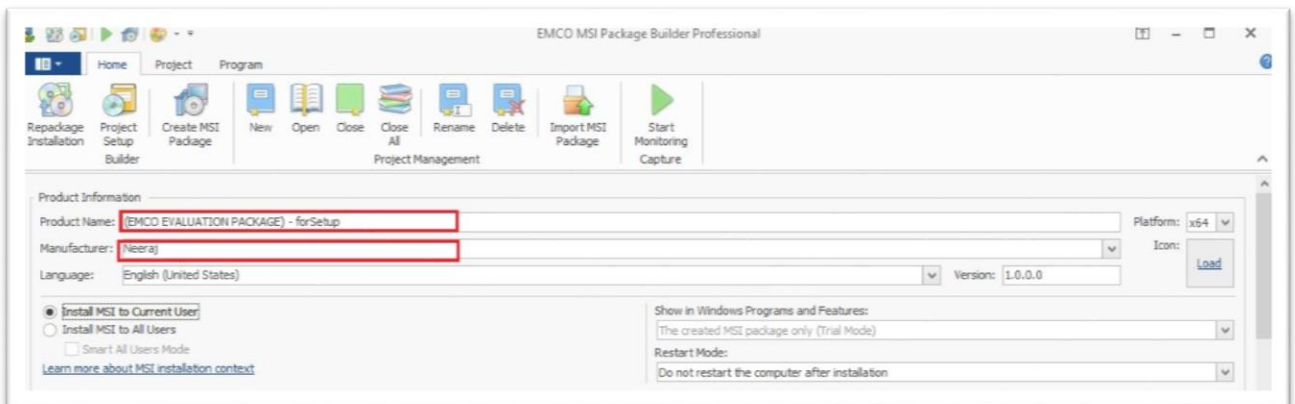 EMCO MSI Package Builder Professional
Home Project Program
Repackage Installation
Project Setup
Create MSI Package
New
Open
Close
Close All
Rename
Delete
Import MSI Package
Start Monitoring
Builder
Project Management
Capture
Product Information
Product Name: (EMCO EVALUATION PACKAGE) - forSetup
Platform: x64
Manufacturer: Neeraj
Icon:
Load
Language: English (United States)
Version: 1.0.0.0
Install MSI to Current User
Install MSI to All Users
Smart All Users Mode
Learn more about MSI installation context
Show in Windows Programs and Features:
The created MSI package only (Trial Mode)
Restart Mode:
Do not restart the computer after installation